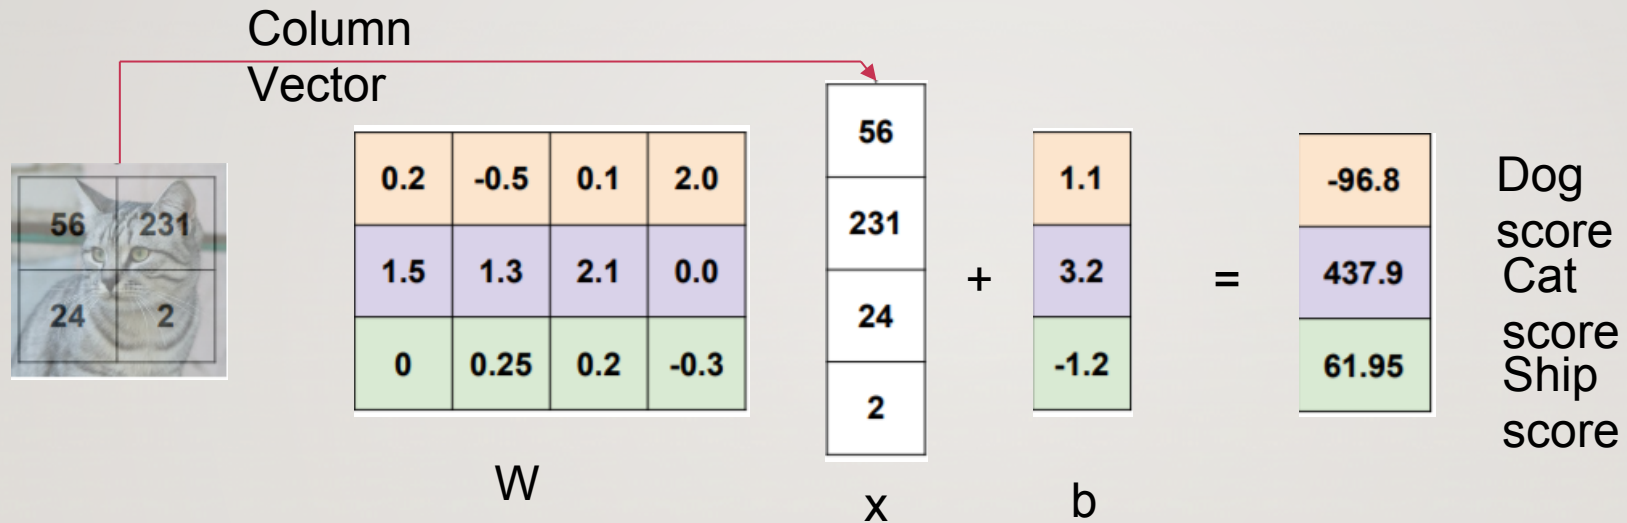 Column
Vector
56 231
24 2
0.2 -0.5 0.1 2.0
1.5 1.3 2.1 0.0
0 0.25 0.2 -0.3
W
56
231
24
2
x
+
1.1
3.2
-1.2
b
=
-96.8
437.9
61.95
Dog
score
Cat
score
Ship
score